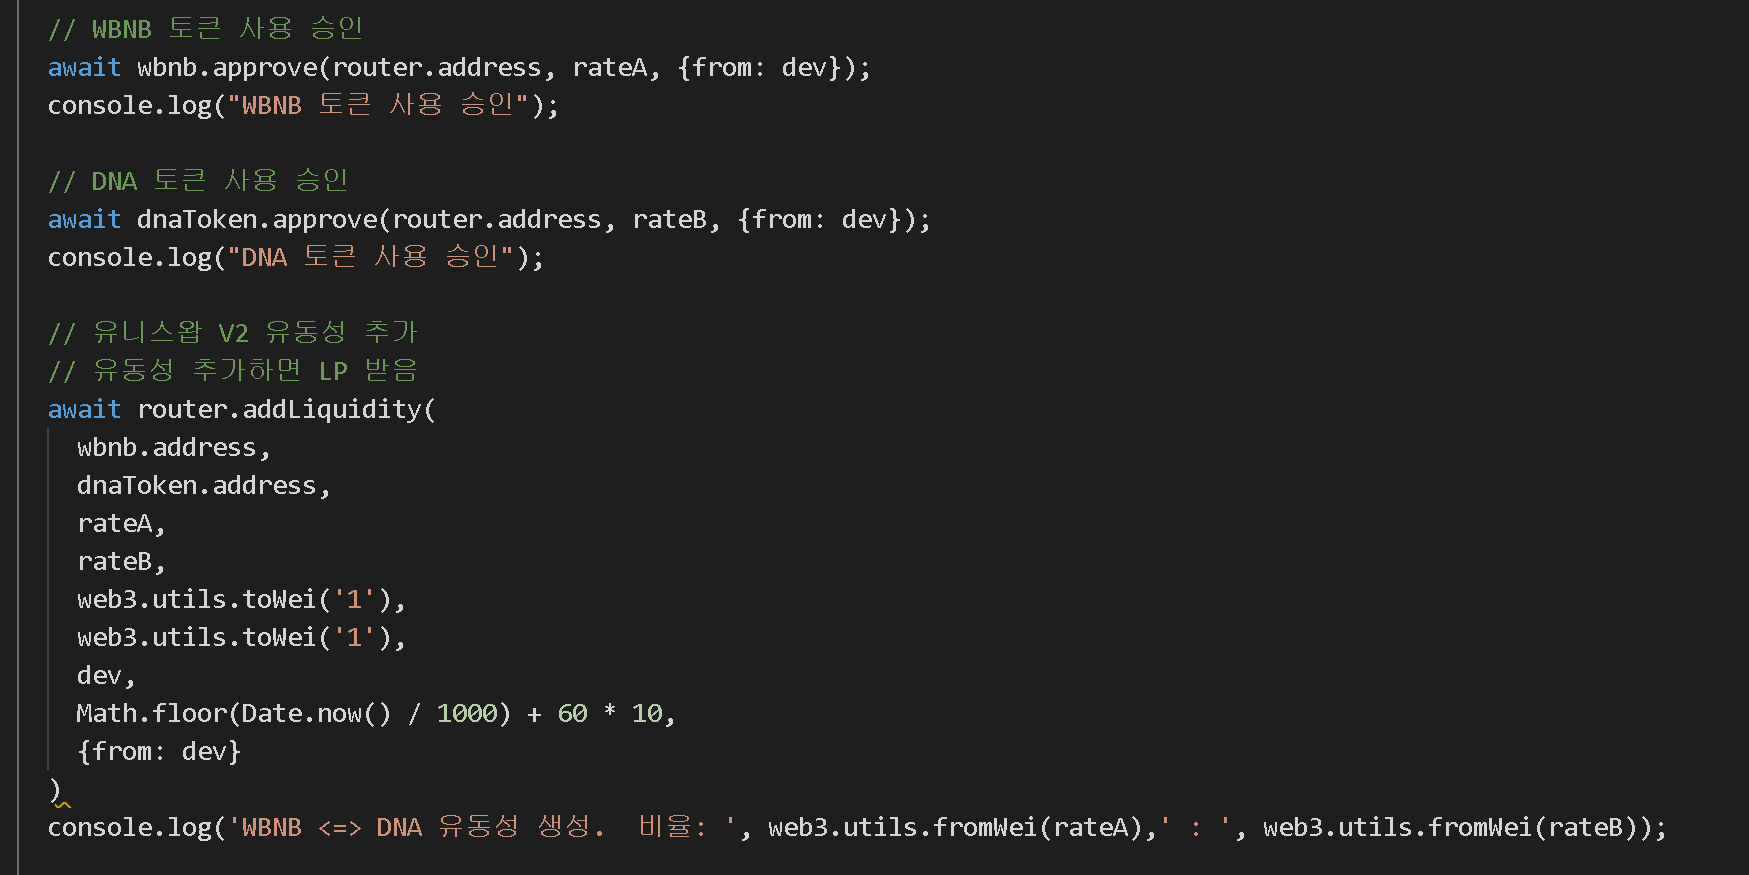 // WBNB 토큰 사용 승인
await wbnb.approve(router.address, rateA, {from: dev});
console.log("WBNB 토큰 사용 승인");
// DNA 토큰 사용 승인
await dnaToken.approve(router.address, rateB, {from: dev});
console.log("DNA 토큰 사용 승인");
// 유니스왑 V2 유동성 추가
// 유동성 추가하면 LP 받음
await router.addLiquidity(
wbnb.address,
dnaToken.address,
rateA,
rateB,
web3.utils.toWei('1'),
web3.utils.toWei('1'),
dev,
Math.floor(Date.now() / 1000) + 60 * 10,
{from: dev}
)
console.log('WBNB <=> DNA 유동성 생성.  비율: ', web3.utils.fromWei(rateA),' : ', web3.utils.fromWei(rateB));